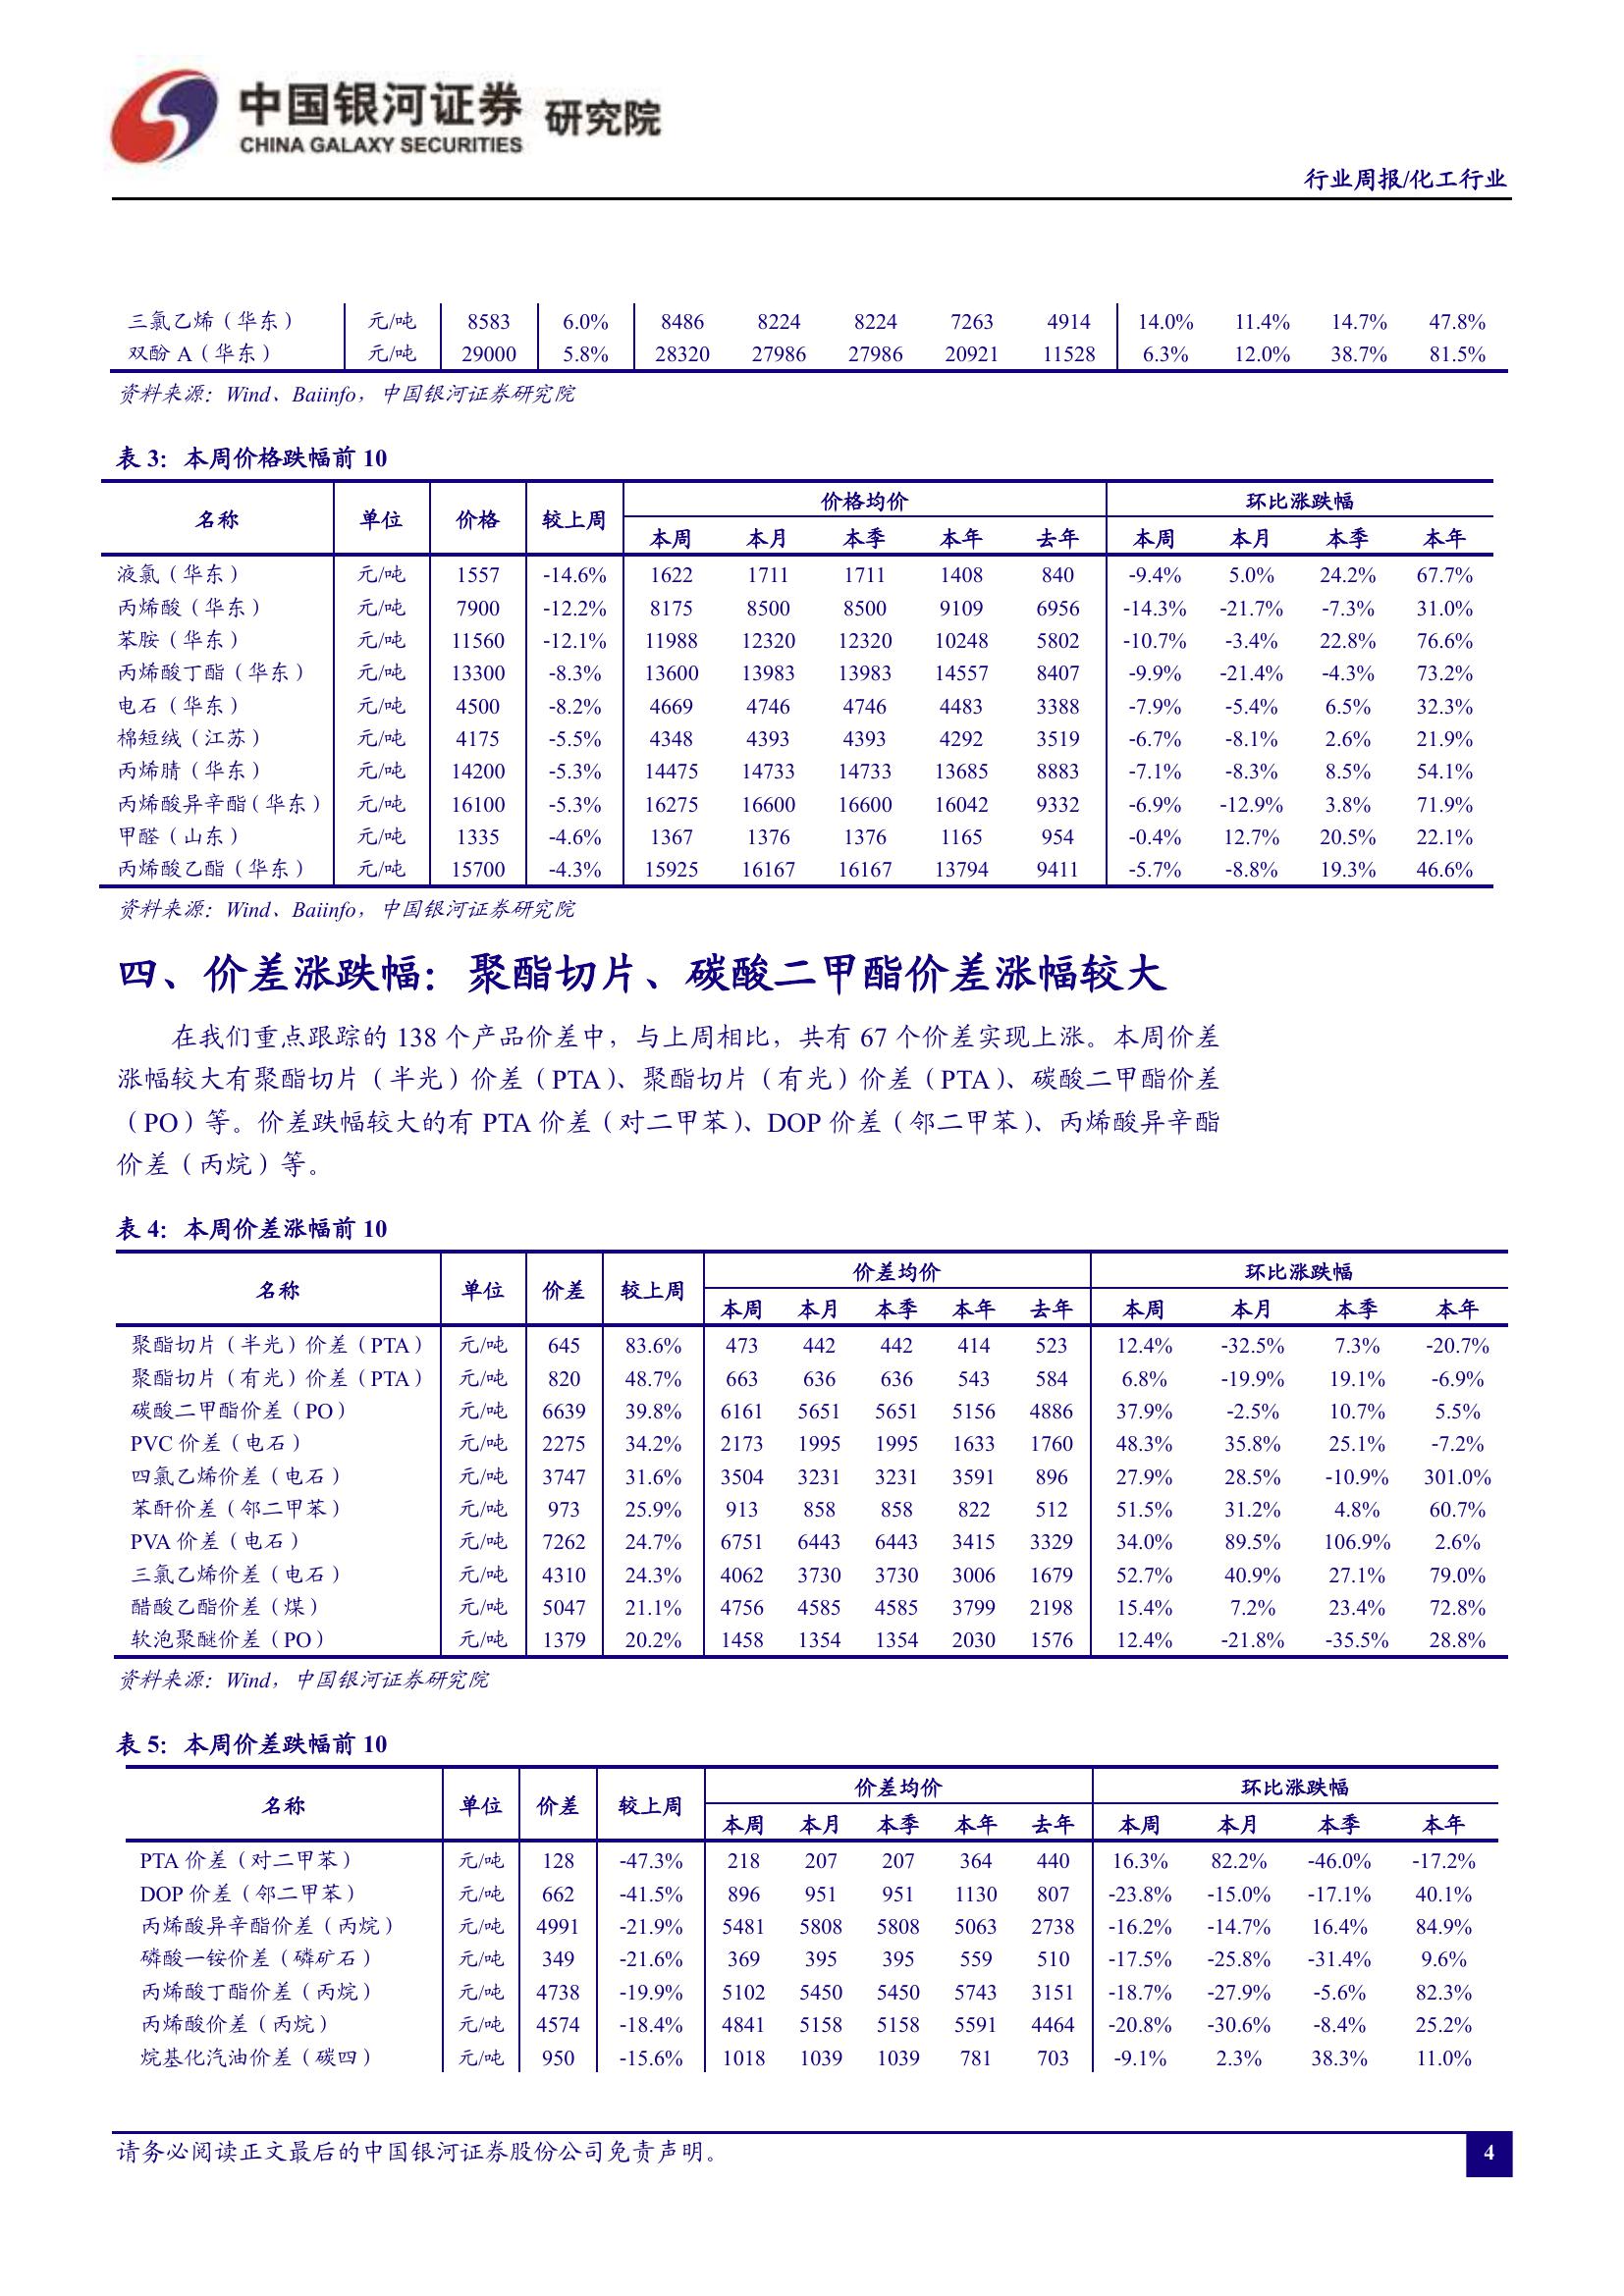 中国银河证券 研究院
CHINA GALAXY SECURITIES
行业周报/化工行业
三氯乙烯（华东） 元/吨 8583 6.0% 8486 8224 8224 7263 4914 14.0% 11.4% 14.7% 47.8%
双酚 A（华东） 元/吨 29000 5.8% 28320 27986 27986 20921 11528 6.3% 12.0% 38.7% 81.5%
资料来源：Wind、Baiinfo，中国银河证券研究院
表 3：本周价格跌幅前 10
名称 单位 价格 较上周 价格均价 环比涨跌幅
本周 本月 本季 本年 去年 本周 本月 本季 本年
液氯（华东） 元/吨 1557 -14.6% 1622 1711 1711 1408 840 -9.4% 5.0% 24.2% 67.7%
丙烯酸（华东） 元/吨 7900 -12.2% 8175 8500 8500 9109 6956 -14.3% -21.7% -7.3% 31.0%
苯胺（华东） 元/吨 11560 -12.1% 11988 12320 12320 10248 5802 -10.7% -3.4% 22.8% 76.6%
丙烯酸丁酯（华东） 元/吨 13300 -8.3% 13600 13983 13983 14557 8407 -9.9% -21.4% -4.3% 73.2%
电石（华东） 元/吨 4500 -8.2% 4669 4746 4746 4483 3388 -7.9% -5.4% 6.5% 32.3%
棉短绒（江苏） 元/吨 4175 -5.5% 4348 4393 4393 4292 3519 -6.7% -8.1% 2.6% 21.9%
丙烯腈（华东） 元/吨 14200 -5.3% 14475 14733 14733 13685 8883 -7.1% -8.3% 8.5% 54.1%
丙烯酸异辛酯（华东） 元/吨 16100 -5.3% 16275 16600 16600 16042 9332 -6.9% -12.9% 3.8% 71.9%
甲醛（山东） 元/吨 1335 -4.6% 1367 1376 1376 1165 954 -0.4% 12.7% 20.5% 22.1%
丙烯酸乙酯（华东） 元/吨 15700 -4.3% 15925 16167 16167 13794 9411 -5.7% -8.8% 19.3% 46.6%
资料来源：Wind、Baiinfo，中国银河证券研究院
四、价差涨跌幅：聚酯切片、碳酸二甲酯价差涨幅较大
在我们重点跟踪的 138 个产品价差中，与上周相比，共有 67 个价差实现上涨。本周价差
涨幅较大有聚酯切片（半光）价差（PTA）、聚酯切片（有光）价差（PTA）、碳酸二甲酯价差
（PO）等。价差跌幅较大的有 PTA 价差（对二甲苯）、DOP 价差（邻二甲苯）、丙烯酸异辛酯
价差（丙烷）等。
表 4：本周价差涨幅前 10
名称 单位 价差 较上周 价差均价 环比涨跌幅
本周 本月 本季 本年 去年 本周 本月 本季 本年
聚酯切片（半光）价差（PTA） 元/吨 645 83.6% 473 442 442 414 523 12.4% -32.5% 7.3% -20.7%
聚酯切片（有光）价差（PTA） 元/吨 820 48.7% 663 636 636 543 584 6.8% -19.9% 19.1% -6.9%
碳酸二甲酯价差（PO） 元/吨 6639 39.8% 6161 5651 5651 5156 4886 37.9% -2.5% 10.7% 5.5%
PVC 价差（电石） 元/吨 2275 34.2% 2173 1995 1995 1633 1760 48.3% 35.8% 25.1% -7.2%
四氯乙烯价差（电石） 元/吨 3747 31.6% 3504 3231 3231 3591 896 27.9% 28.5% -10.9% 301.0%
苯酐价差（邻二甲苯） 元/吨 973 25.9% 913 858 858 822 512 51.5% 31.2% 4.8% 60.7%
PVA 价差（电石） 元/吨 7262 24.7% 6751 6443 6443 3415 3329 34.0% 89.5% 106.9% 2.6%
三氯乙烯价差（电石） 元/吨 4310 24.3% 4062 3730 3730 3006 1679 52.7% 40.9% 27.1% 79.0%
醋酸乙酯价差（煤） 元/吨 5047 21.1% 4756 4585 4585 3799 2198 15.4% 7.2% 23.4% 72.8%
软泡聚醚价差（PO） 元/吨 1379 20.2% 1458 1354 1354 2030 1576 12.4% -21.8% -35.5% 28.8%
资料来源：Wind，中国银河证券研究院
表 5：本周价差跌幅前 10
名称 单位 价差 较上周 价差均价 环比涨跌幅
本周 本月 本季 本年 去年 本周 本月 本季 本年
PTA 价差（对二甲苯） 元/吨 128 -47.3% 218 207 207 364 440 16.3% 82.2% -46.0% -17.2%
DOP 价差（邻二甲苯） 元/吨 662 -41.5% 896 951 951 1130 807 -23.8% -15.0% -17.1% 40.1%
丙烯酸异辛酯价差（丙烷） 元/吨 4991 -21.9% 5481 5808 5808 5063 2738 -16.2% -14.7% 16.4% 84.9%
磷酸一铵价差（磷矿石） 元/吨 349 -21.6% 369 395 395 559 510 -17.5% -25.8% -31.4% 9.6%
丙烯酸丁酯价差（丙烷） 元/吨 4738 -19.9% 5102 5450 5450 5743 3151 -18.7% -27.9% -5.6% 82.3%
丙烯酸价差（丙烷） 元/吨 4574 -18.4% 4841 5158 5158 5591 4464 -20.8% -30.6% -8.4% 25.2%
烷基化汽油价差（碳四） 元/吨 950 -15.6% 1018 1039 1039 781 703 -9.1% 2.3% 38.3% 11.0%
请务必阅读正文最后的中国银河证券股份公司免责声明。
4